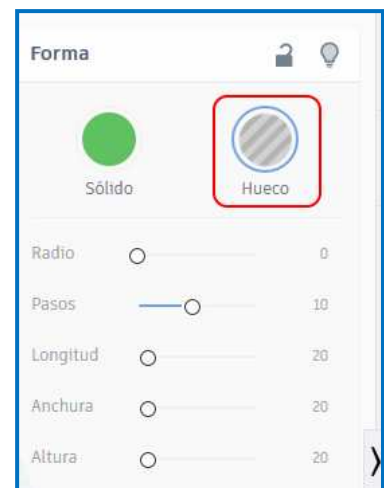 Forma
Sólido Hueco
Radio 0
Pasos 10
Longitud 20
Anchura 20
Altura 20